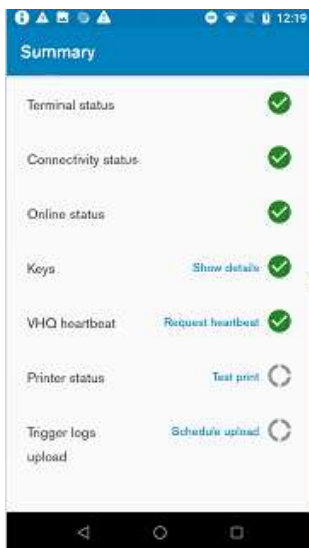 12:19
Summary
Terminal status
Connectivity status
Online status
Keys Show details
VHQ heartbeat Request heartbeat
Printer status Test print
Trigger logs Schedule upload
upload